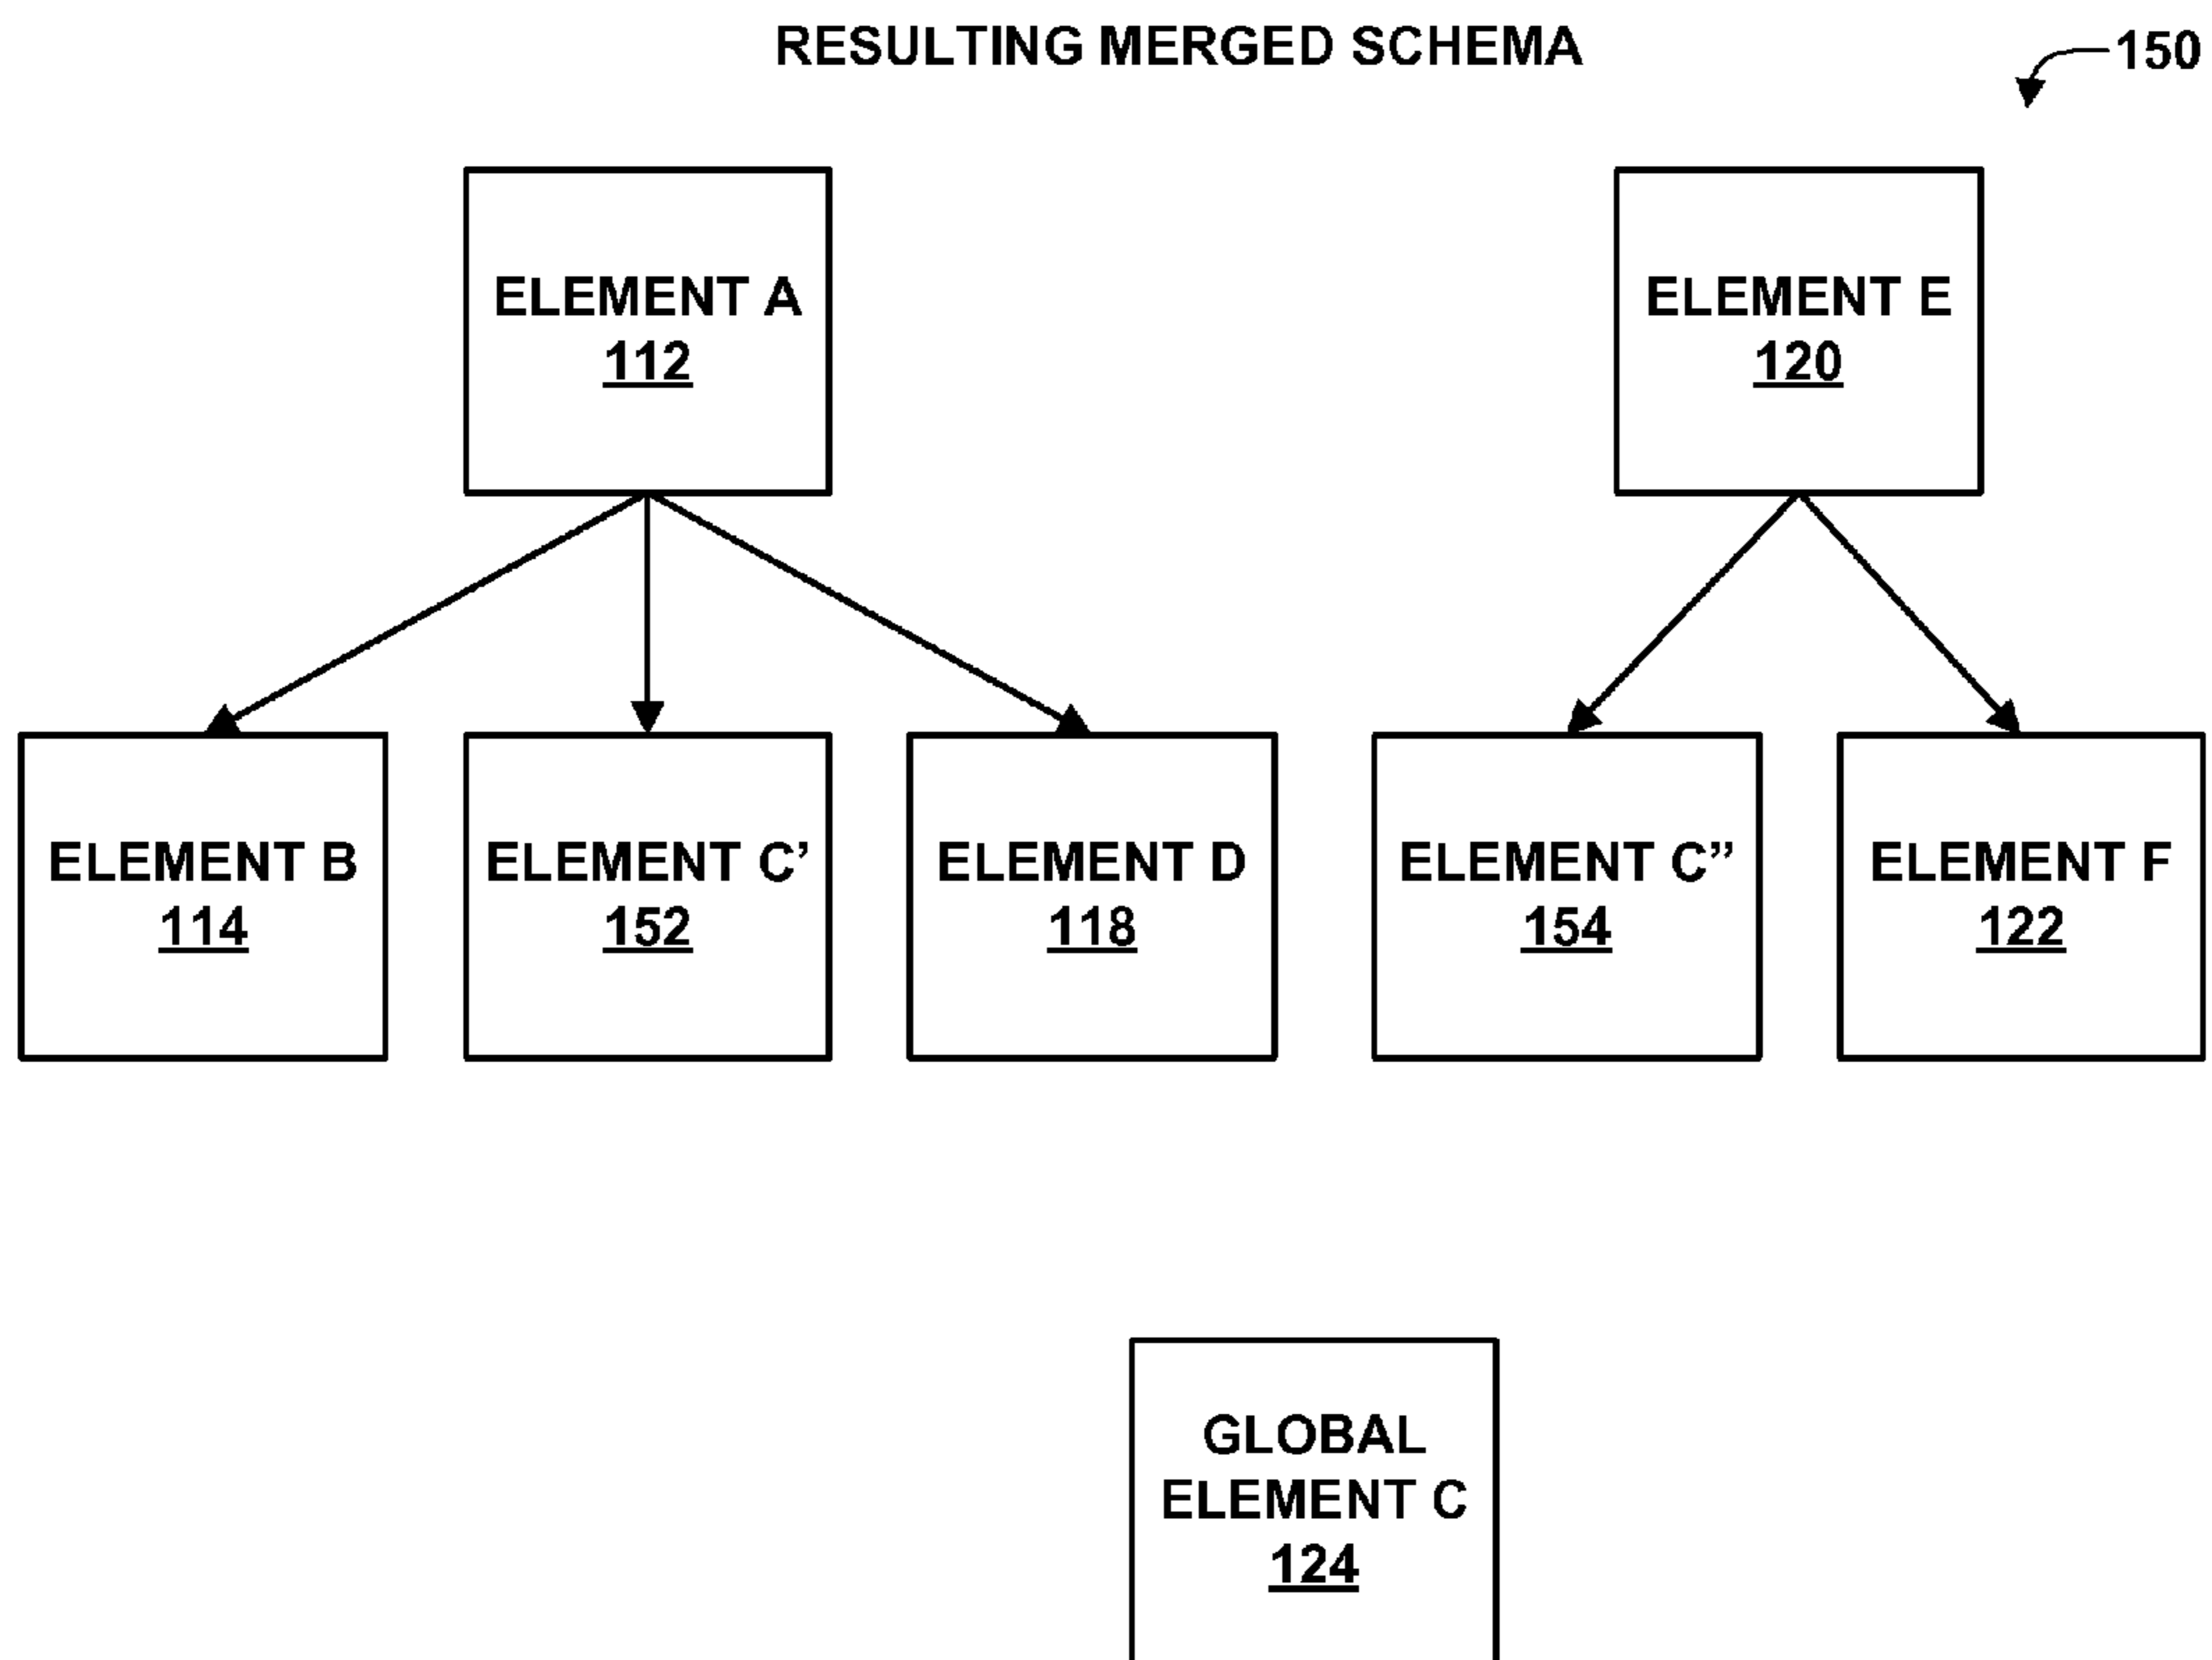 RESULTING MERGED SCHEMA
150
ELEMENT A
112
ELEMENT E
120
ELEMENT B
114
ELEMENT C’
152
ELEMENT D
118
ELEMENT C”
154
ELEMENT F
122
GLOBAL
ELEMENT C
124